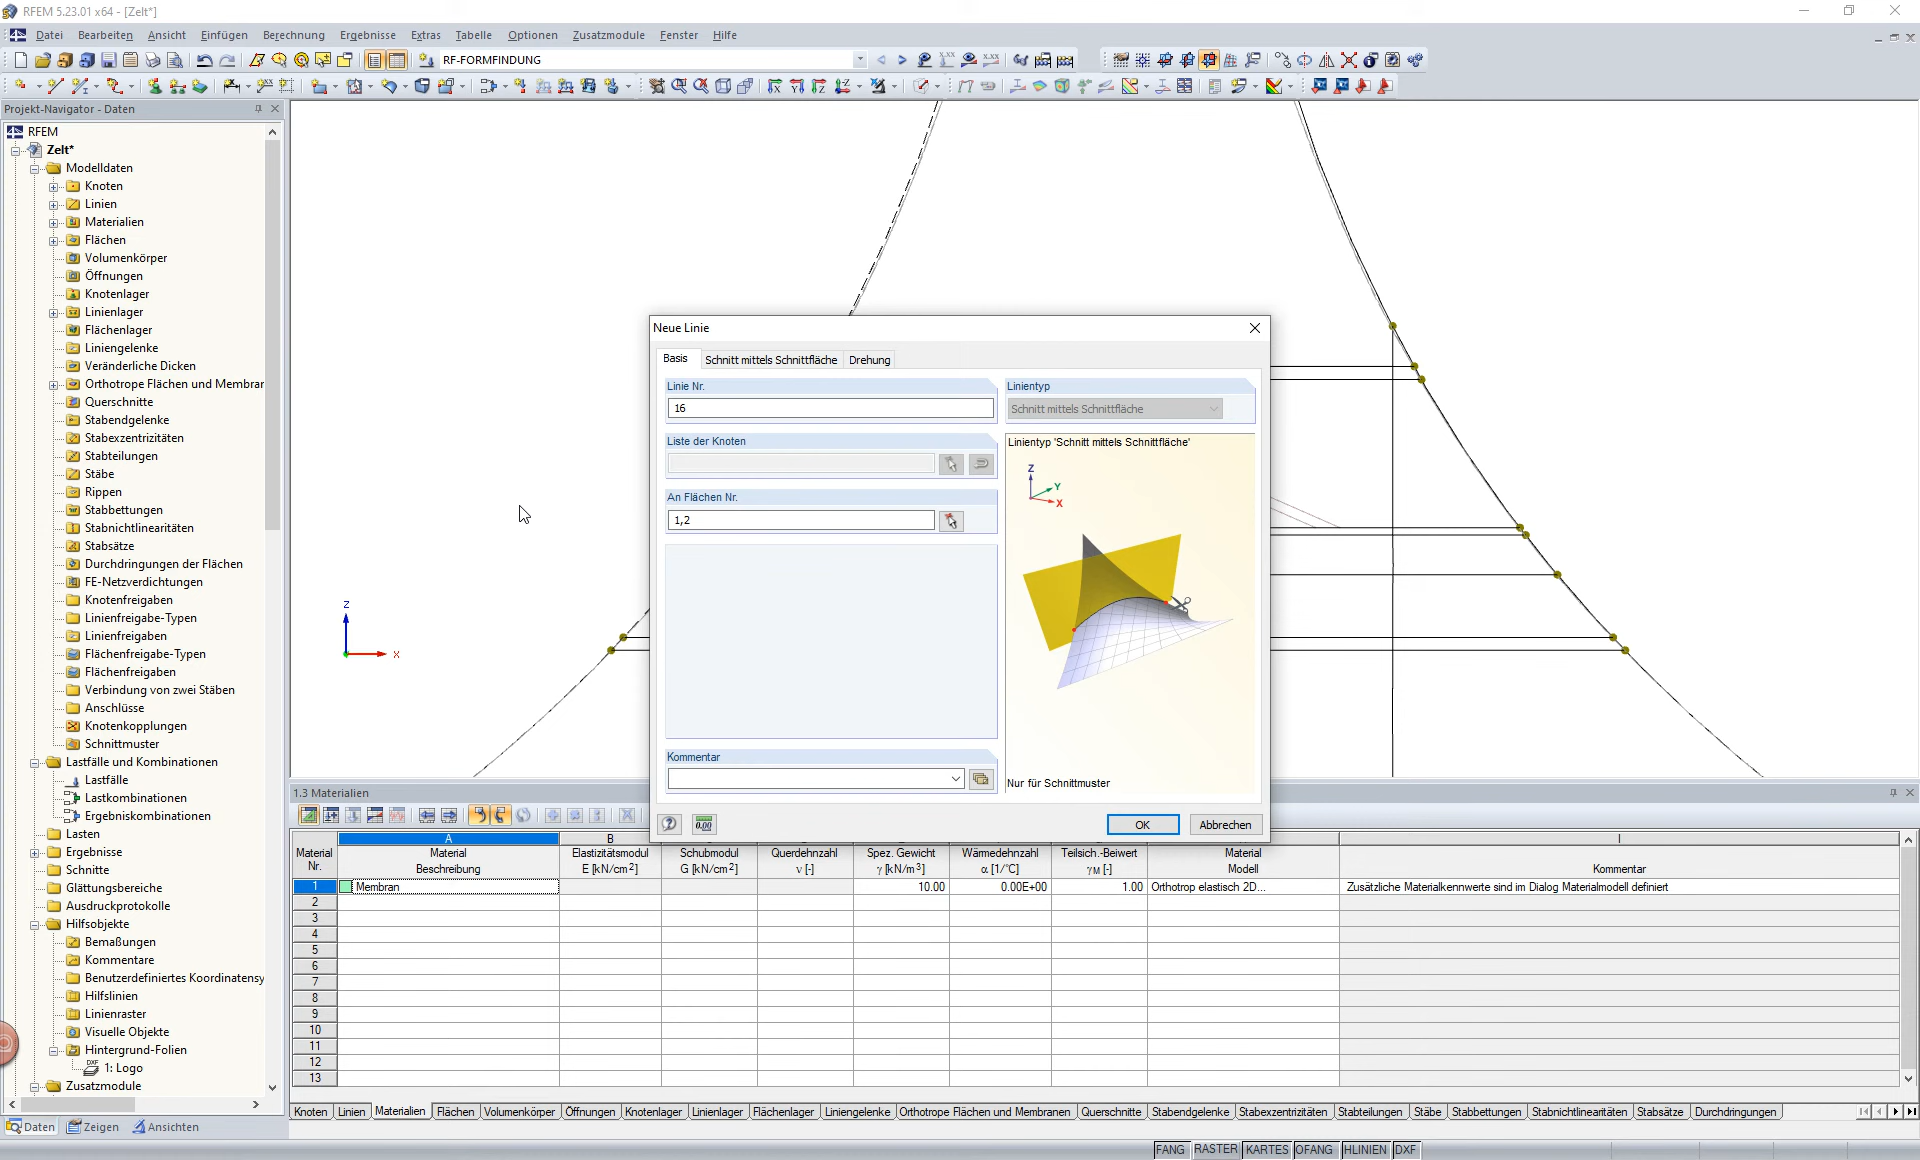 RFEM 5.23.01 x64 - [Zelt*]
Datei Bearbeiten Ansicht Einfügen Berechnung Ergebnisse Extras Tabelle Optionen Zusatzmodule Fenster Hilfe
RF-FORMFINDUNG
Projekt-Navigator - Daten
RFEM
Zelt*
Modelldaten
Knoten
Linien
Materialien
Flächen
Volumenkörper
Öffnungen
Knotenlager
Linienlager
Flächenlager
Liniengelenke
Veränderliche Dicken
Orthotrope Flächen und Membrar
Querschnitte
Stabendgelenke
Stabexzentrizitäten
Stabteilungen
Stäbe
Rippen
Stabbettungen
Stabnichtlinearitäten
Stabsätze
Durchdringungen der Flächen
FE-Netzverdichtungen
Knotenfreigaben
Linienfreigabe-Typen
Linienfreigaben
Flächenfreigabe-Typen
Flächenfreigaben
Verbindung von zwei Stäben
Anschlüsse
Knotenkopplungen
Schnittmuster
Lastfälle und Kombinationen
Lastfälle
Lastkombinationen
Ergebniskombinationen
Lasten
Ergebnisse
Schnitte
Glättungsbereiche
Ausdruckprotokolle
Hilfsobjekte
Bemaßungen
Kommentare
Benutzerdefiniertes Koordinatensy
Hilfslinien
Linienraster
Visuelle Objekte
Hintergrund-Folien
1: Logo
Zusatzmodule
Daten Zeigen Ansichten
Z
X
Neue Linie
Basis Schnitt mittels Schnittfläche Drehung
Linie Nr.
16
Liste der Knoten
An Flächen Nr.
1,2
Kommentar
Linientyp
Schnitt mittels Schnittfläche
Linientyp 'Schnitt mittels Schnittfläche'
Z
Y
X
Nur für Schnittmuster
OK Abbrechen
1.3 Materialien
A B I
Material Nr. Material Beschreibung Elastizitätsmodul E [kN/cm²] Schubmodul G [kN/cm²] Querdehnzahl ν [-] Spez. Gewicht γ [kN/m³] Wärmedehnzahl α [1/°C] Teilsich.-Beiwert γM [-] Material Modell Kommentar
1 Membran 10.00 0.00E+00 1.00 Orthotrop elastisch 2D... Zusätzliche Materialkennwerte sind im Dialog Materialmodell definiert
2
3
4
5
6
7
8
9
10
11
12
13
Knoten Linien Materialien Flächen Volumenkörper Öffnungen Knotenlager Linienlager Flächenlager Liniengelenke Orthotrope Flächen und Membranen Querschnitte Stabendgelenke Stabexzentrizitäten Stabteilungen Stäbe Stabbettungen Stabnichtlinearitäten Stabsätze Durchdringungen
FANG RASTER KARTES OFANG HLINIEN DXF